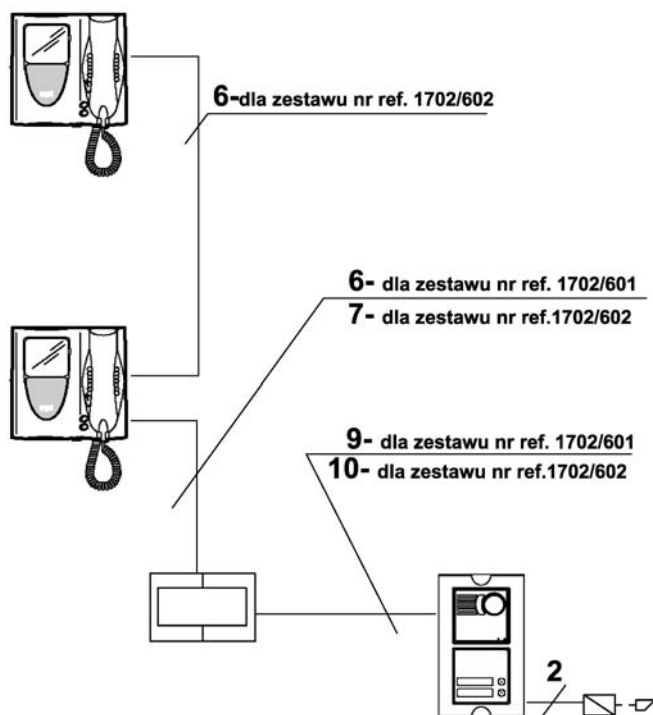 6-dla zestawu nr ref. 1702/602
6- dla zestawu nr ref. 1702/601
7- dla zestawu nr ref.1702/602
9- dla zestawu nr ref. 1702/601
10- dla zestawu nr ref.1702/602
2